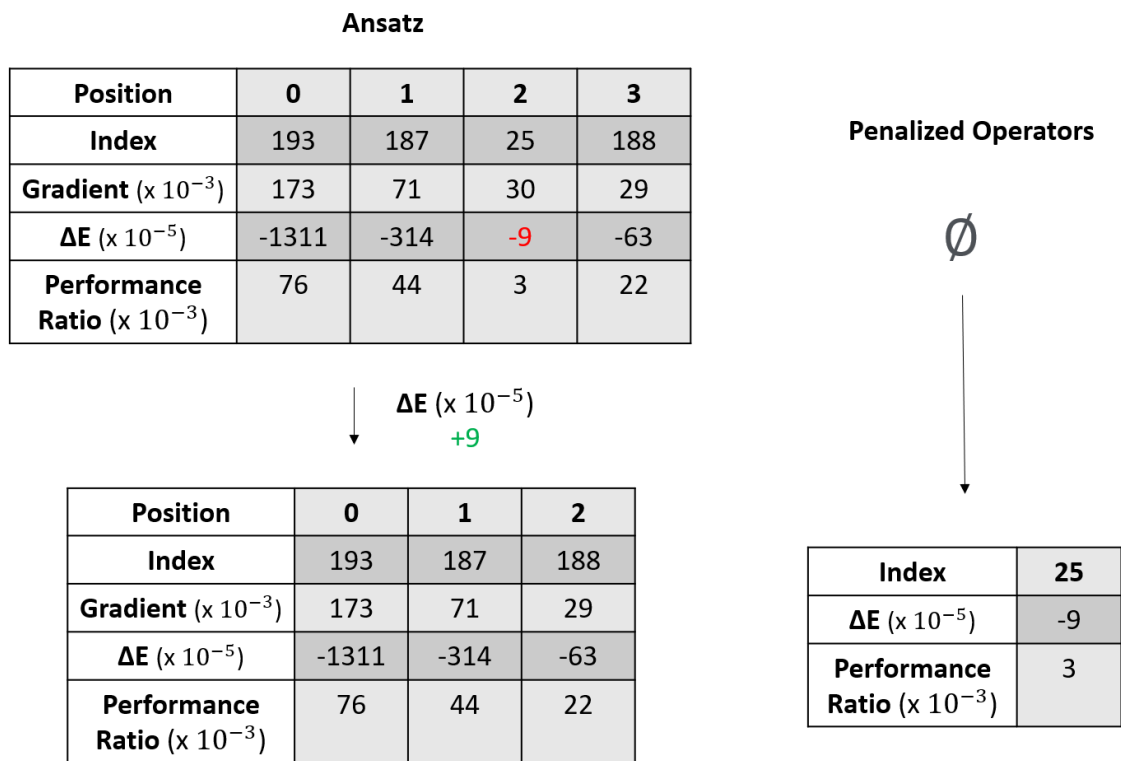 Ansatz
Position 0 1 2 3
Index 193 187 25 188
Gradient (x 10⁻³) 173 71 30 29
ΔE (x 10⁻⁵) -1311 -314 -9 -63
Performance 76 44 3 22
Ratio (x 10⁻³)
Penalized Operators
∅
ΔE (x 10⁻⁵)
+9
Position 0 1 2
Index 193 187 188
Gradient (x 10⁻³) 173 71 29
ΔE (x 10⁻⁵) -1311 -314 -63
Performance 76 44 22
Ratio (x 10⁻³)
Index 25
ΔE (x 10⁻⁵) -9
Performance 3
Ratio (x 10⁻³)